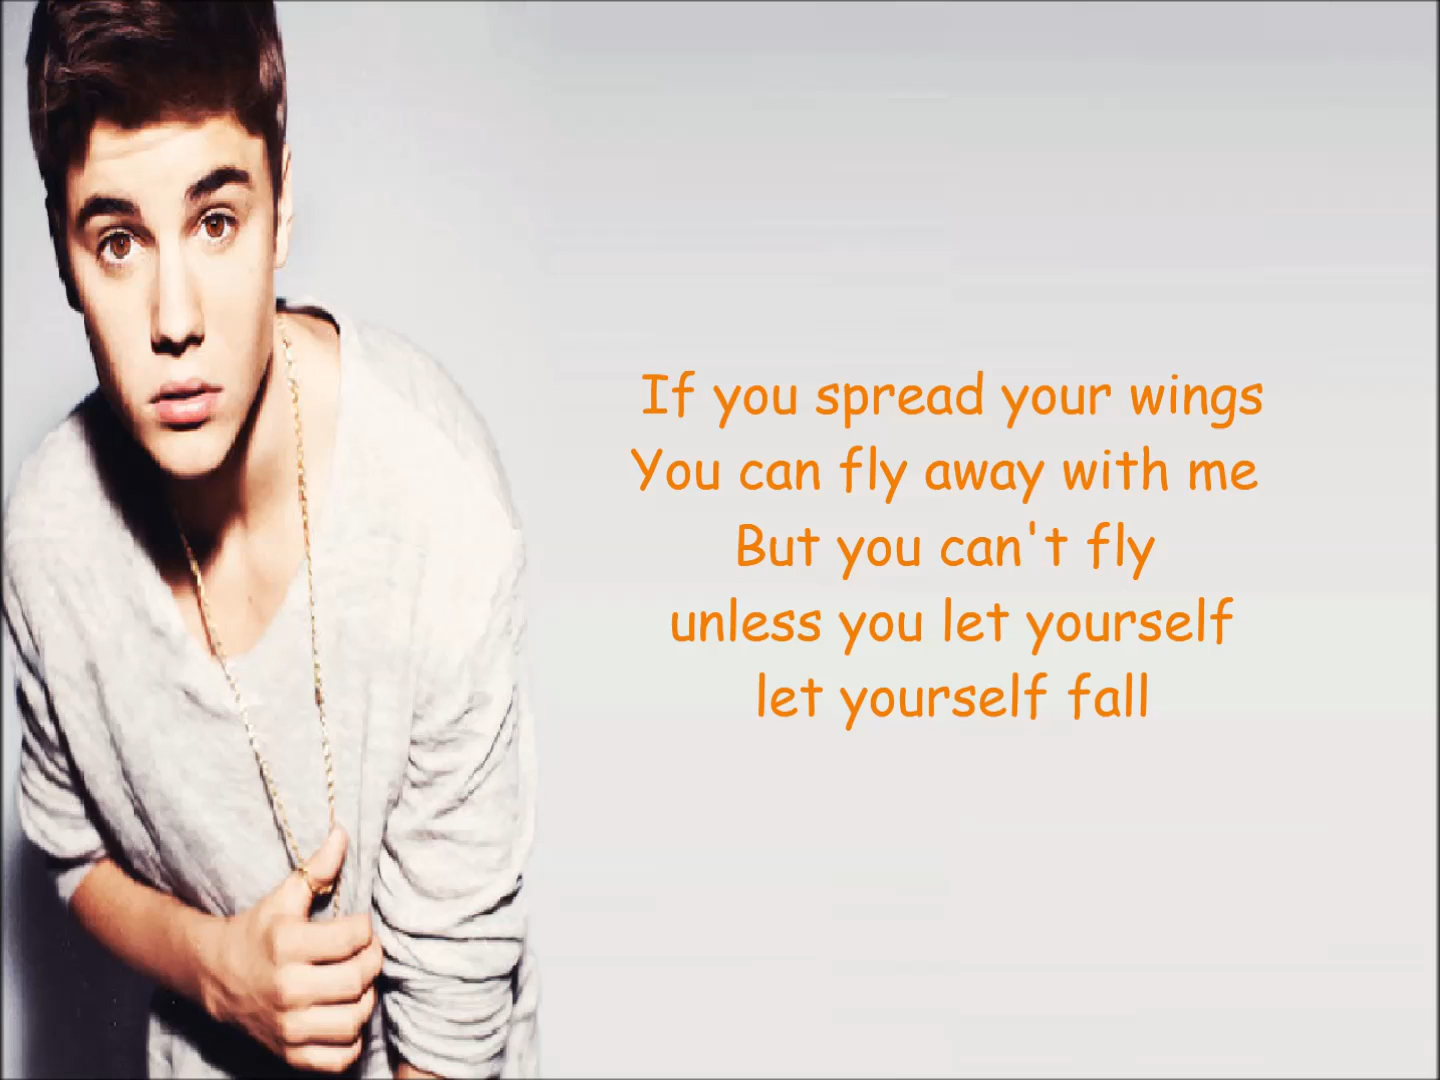 If you spread your wings
You can fly away with me
But you can't fly
unless you let yourself
let yourself fall